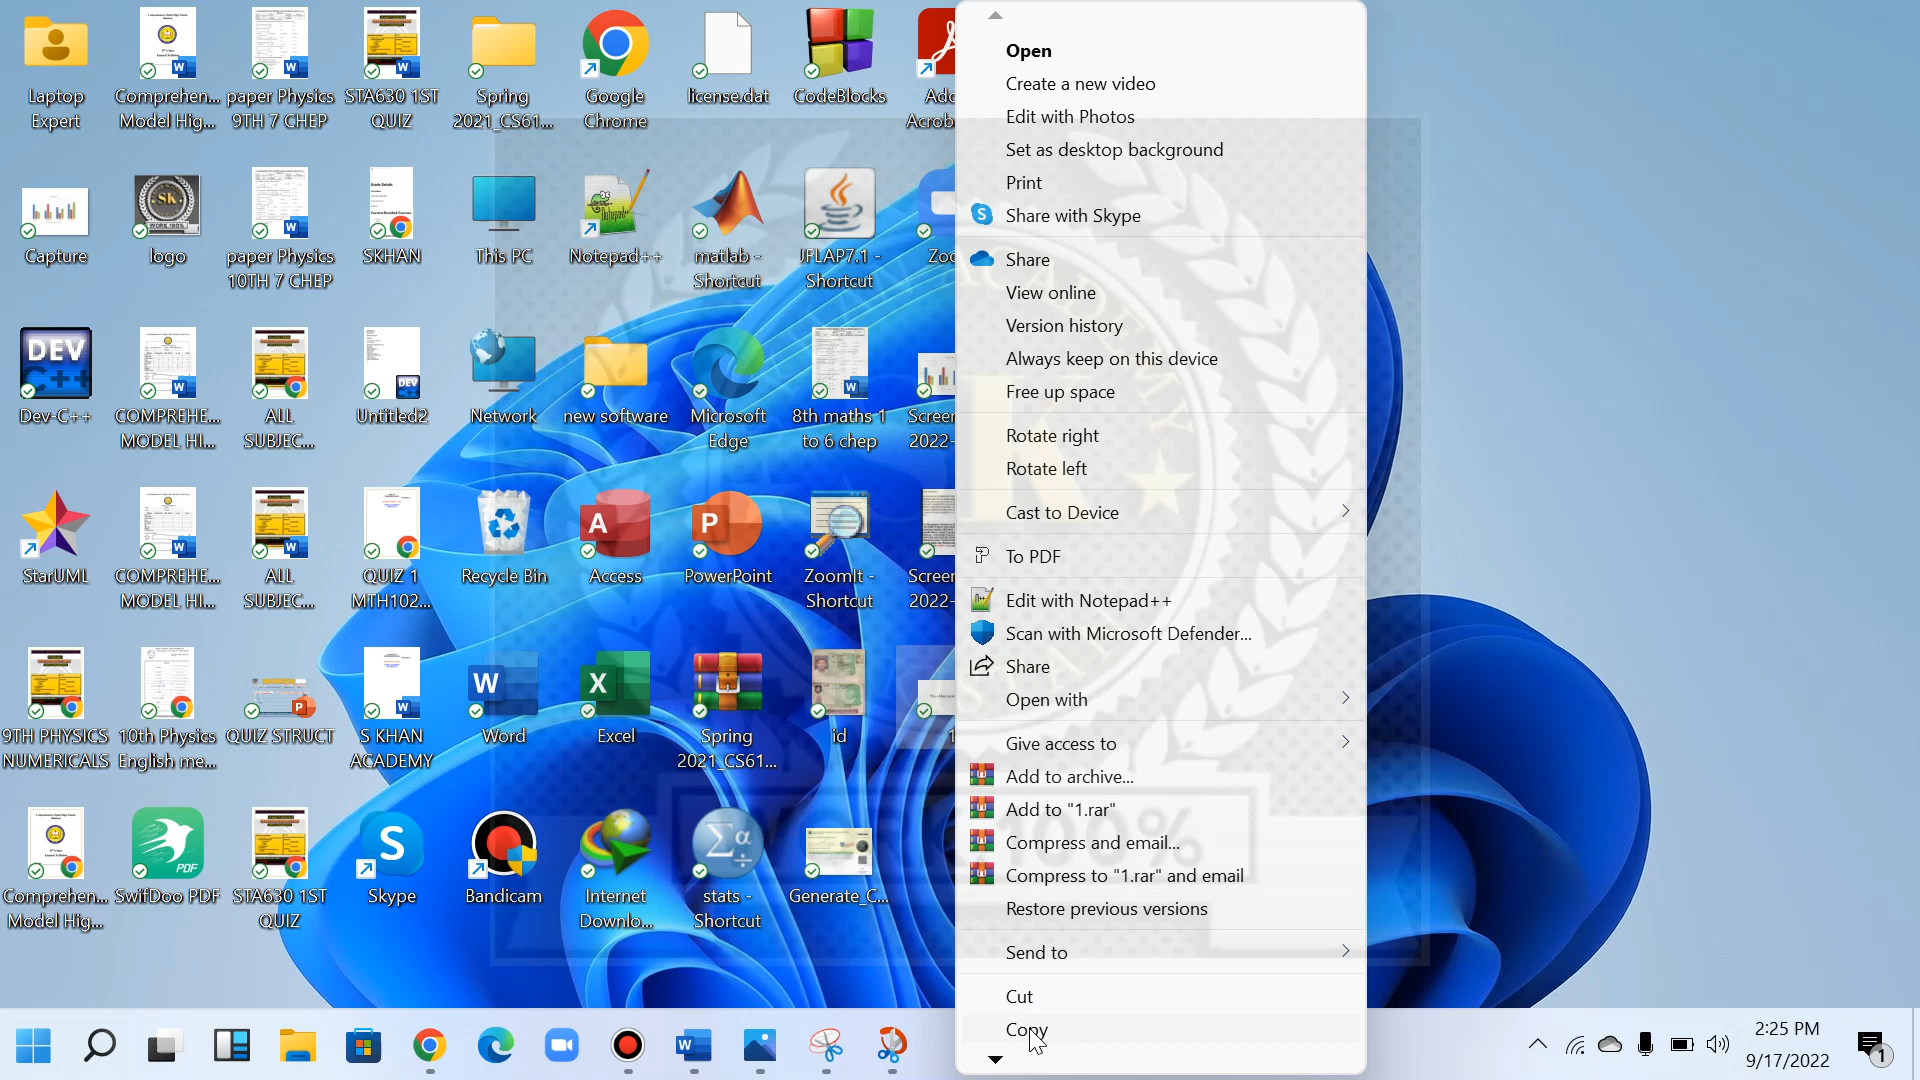 Laptop
Expert
Comprehen...
Model Hig...
paper Physics
9TH 7 CHEP
STA630 1ST
QUIZ
Spring
2021_CS61...
Google
Chrome
license.dat
CodeBlocks
Capture
logo
paper Physics
10TH 7 CHEP
SKHAN
This PC
Notepad++
matlab -
Shortcut
JFLAP7.1 -
Shortcut
Dev-C++
COMPREHE...
MODEL HI...
ALL
SUBJEC...
Untitled2
Network
new software
Microsoft
Edge
8th maths 1
to 6 chep
StarUML
COMPREHE...
MODEL HI...
ALL
SUBJEC...
QUIZ 1
MTH102...
Recycle Bin
Access
PowerPoint
ZoomIt -
Shortcut
9TH PHYSICS
NUMERICALS
10th Physics
English me...
QUIZ STRUCT
S KHAN
ACADEMY
Word
Excel
Spring
2021_CS61...
id
Comprehen...
Model Hig...
SwifDoo PDF
STA630 1ST
QUIZ
Skype
Bandicam
Internet
Downlo...
stats -
Shortcut
Generate_C...
Open
Create a new video
Edit with Photos
Set as desktop background
Print
Share with Skype
Share
View online
Version history
Always keep on this device
Free up space
Rotate right
Rotate left
Cast to Device
To PDF
Edit with Notepad++
Scan with Microsoft Defender...
Share
Open with
Give access to
Add to archive...
Add to "1.rar"
Compress and email...
Compress to "1.rar" and email
Restore previous versions
Send to
Cut
Copy
2:25 PM
9/17/2022
1